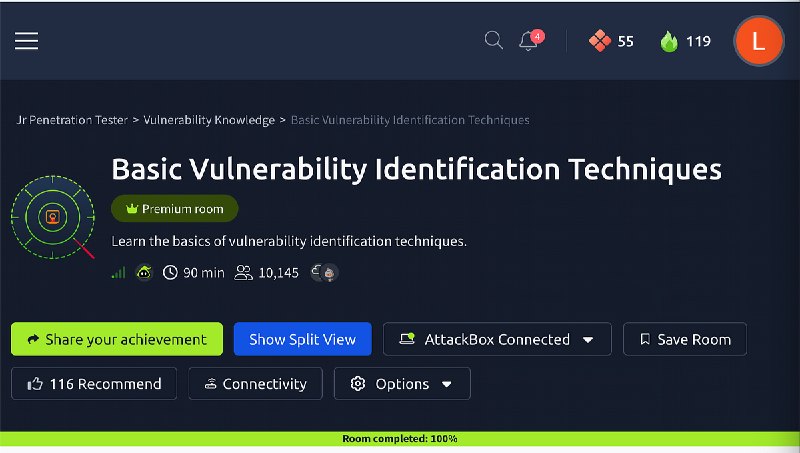 4
55
119
L
Jr Penetration Tester > Vulnerability Knowledge > Basic Vulnerability Identification Techniques
Basic Vulnerability Identification Techniques
Premium room
Learn the basics of vulnerability identification techniques.
90 min 10,145
Share your achievement Show Split View AttackBox Connected Save Room
116 Recommend Connectivity Options
Room completed: 100%